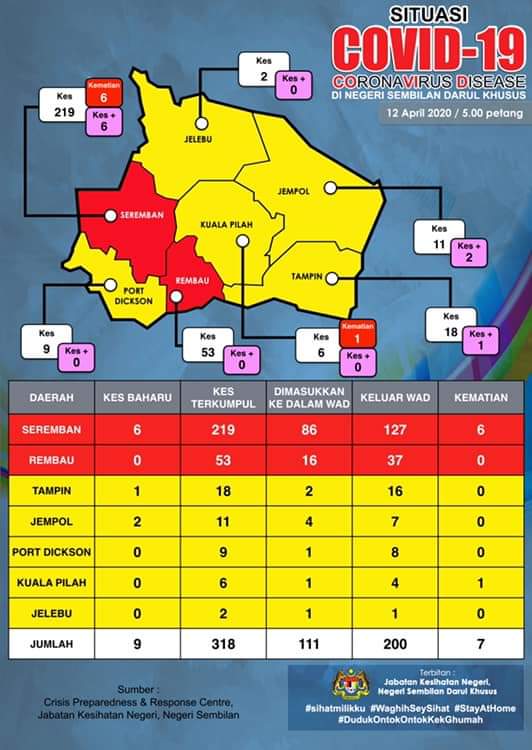 SITUASI
COVID-19
CORONAVIRUS DISEASE
DI NEGERI SEMBILAN DARUL KHUSUS
12 April 2020 / 5.00 petang
Kes
219
Kematian
6
Kes +
6
Kes
2
Kes +
0
JELEBU
JEMPOL
SEREMBAN
KUALA PILAH
Kes
11
Kes +
2
REMBAU
TAMPIN
PORT
DICKSON
Kes
9
Kes +
0
Kes
53
Kes +
0
Kes
6
Kematian
1
Kes +
0
Kes
18
Kes +
1
DAERAH KES BAHARU KES TERKUMPUL DIMASUKKAN KE DALAM WAD KELUAR WAD KEMATIAN
SEREMBAN 6 219 86 127 6
REMBAU 0 53 16 37 0
TAMPIN 1 18 2 16 0
JEMPOL 2 11 4 7 0
PORT DICKSON 0 9 1 8 0
KUALA PILAH 0 6 1 4 1
JELEBU 0 2 1 1 0
JUMLAH 9 318 111 200 7
Sumber :
Crisis Preparedness & Response Centre,
Jabatan Kesihatan Negeri, Negeri Sembilan
Terbitan :
Jabatan Kesihatan Negeri,
Negeri Sembilan Darul Khusus
#sihatmilikku #WaghihSeySihat #StayAtHome
#DudukOntokOntokKekGhumah